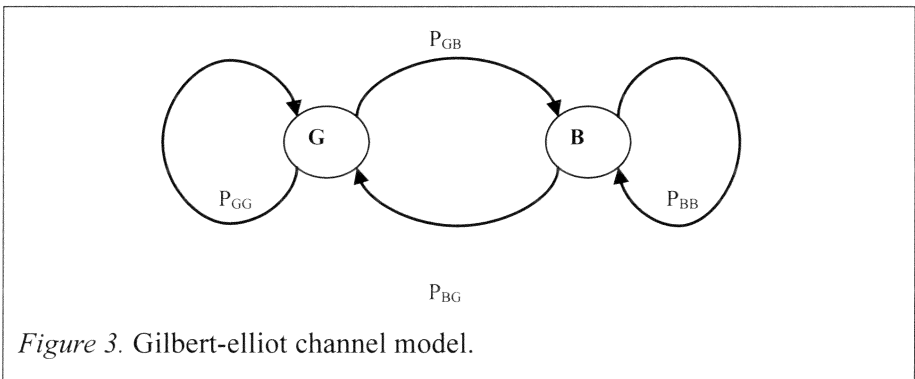 P_GB
G
B
P_GG
P_BB
P_BG
Figure 3. Gilbert-elliot channel model.